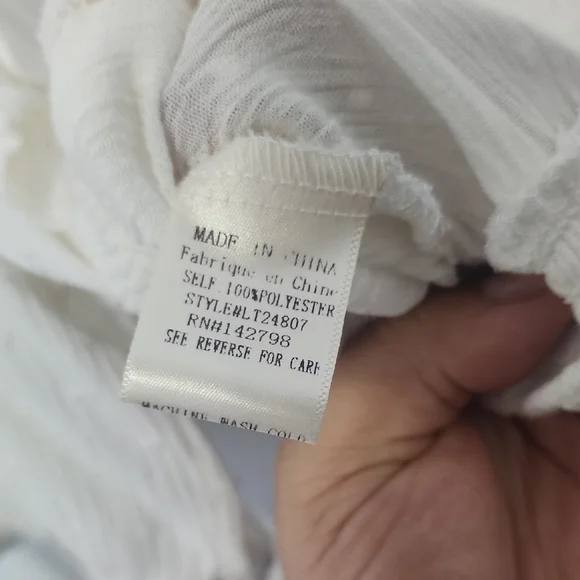 MADE IN CHINA
Fabrique en Chine
SELF 100%POLYESTER
STYLE#LT24807
RN#142798
SEE REVERSE FOR CARE
MACHINE WASH COLD